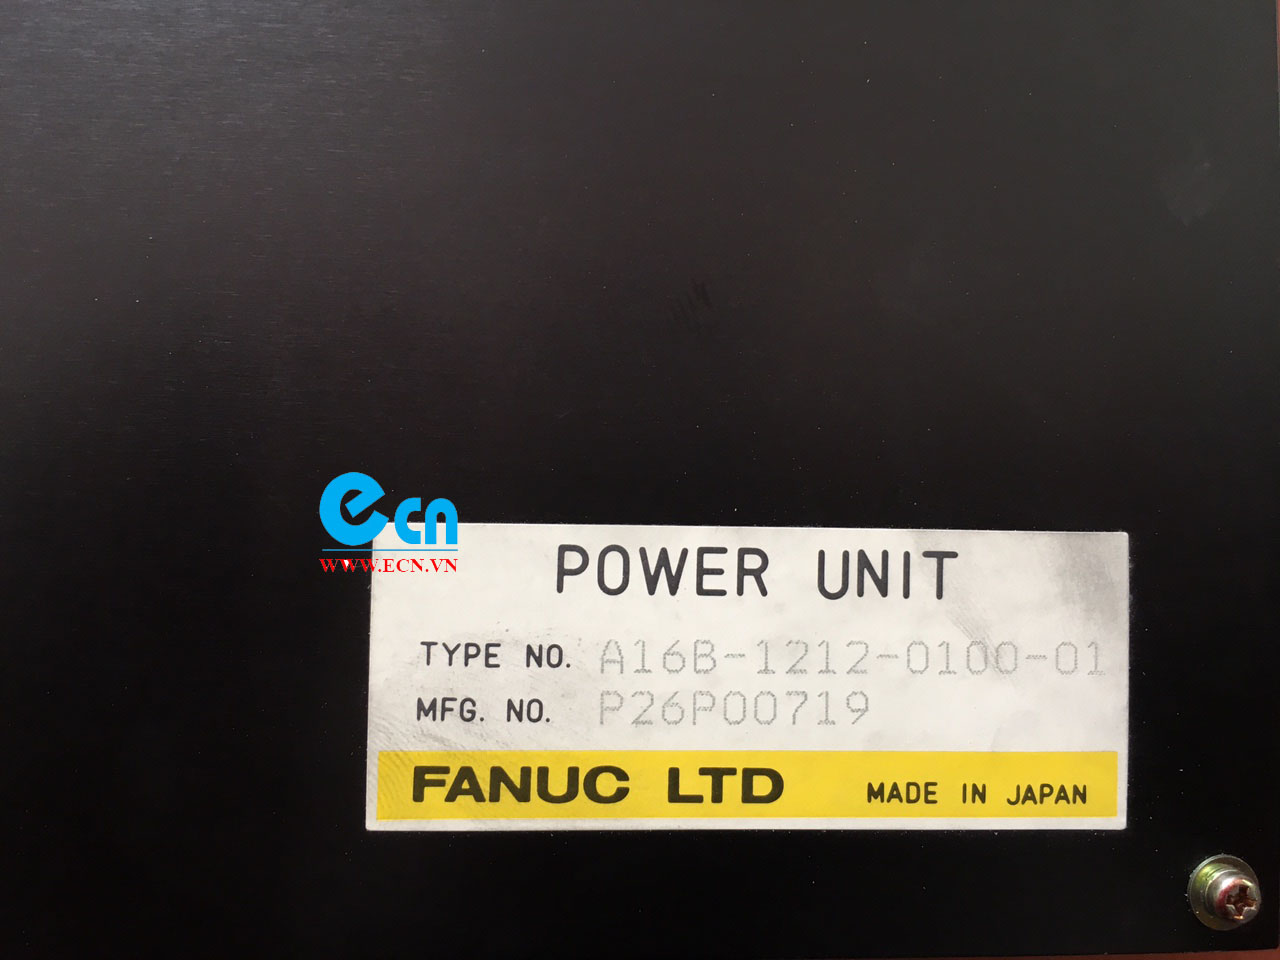 ecn
WWW.ECN.VN
POWER UNIT
TYPE NO. A16B-1212-0100-01
MFG. NO. P26P00719
FANUC LTD MADE IN JAPAN